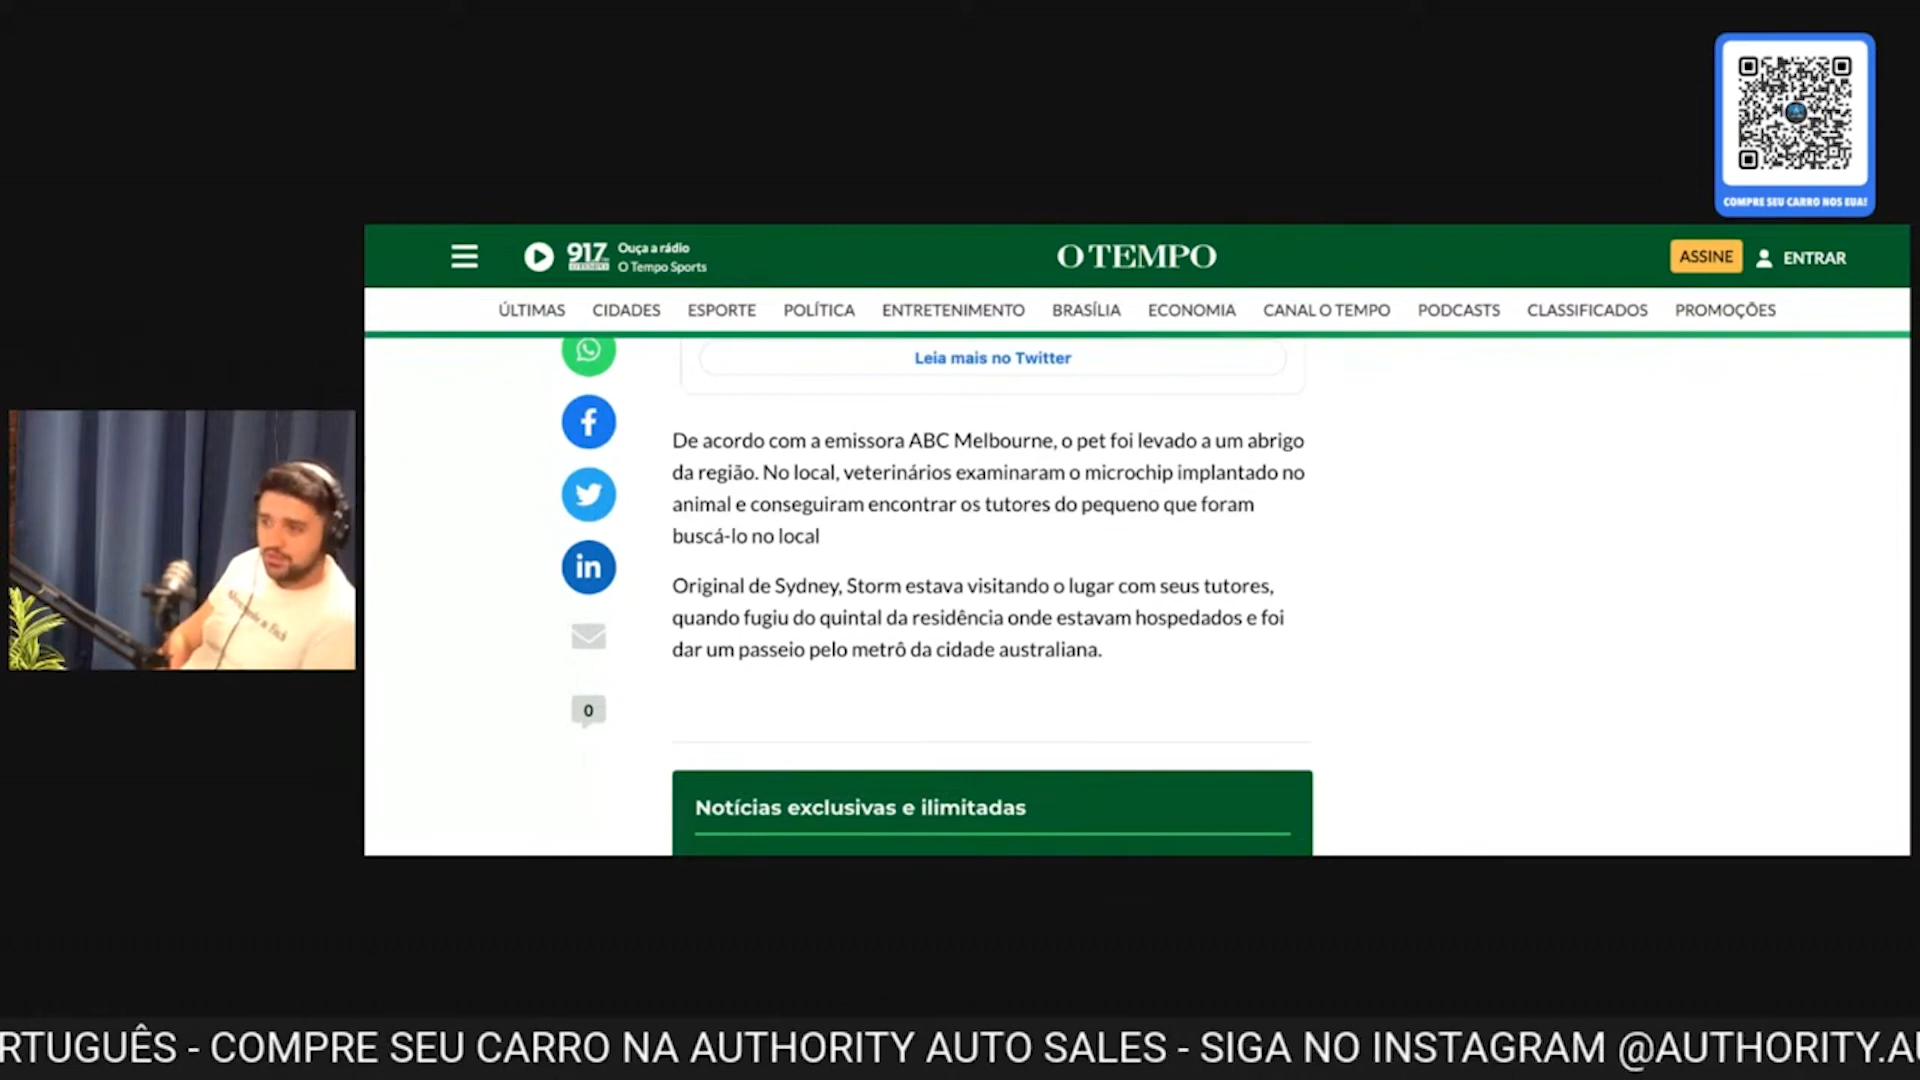 COMPRE SEU CARRO NOS EUA!
917
Ouça a rádio
O Tempo Sports
O TEMPO
ASSINE
ENTRAR
ÚLTIMAS CIDADES ESPORTE POLÍTICA ENTRETENIMENTO BRASÍLIA ECONOMIA CANAL O TEMPO PODCASTS CLASSIFICADOS PROMOÇÕES
Leia mais no Twitter
De acordo com a emissora ABC Melbourne, o pet foi levado a um abrigo
da região. No local, veterinários examinaram o microchip implantado no
animal e conseguiram encontrar os tutores do pequeno que foram
buscá-lo no local
Original de Sydney, Storm estava visitando o lugar com seus tutores,
quando fugiu do quintal da residência onde estavam hospedados e foi
dar um passeio pelo metrô da cidade australiana.
0
Notícias exclusivas e ilimitadas
RTUGUÊS - COMPRE SEU CARRO NA AUTHORITY AUTO SALES - SIGA NO INSTAGRAM @AUTHORITY.AU